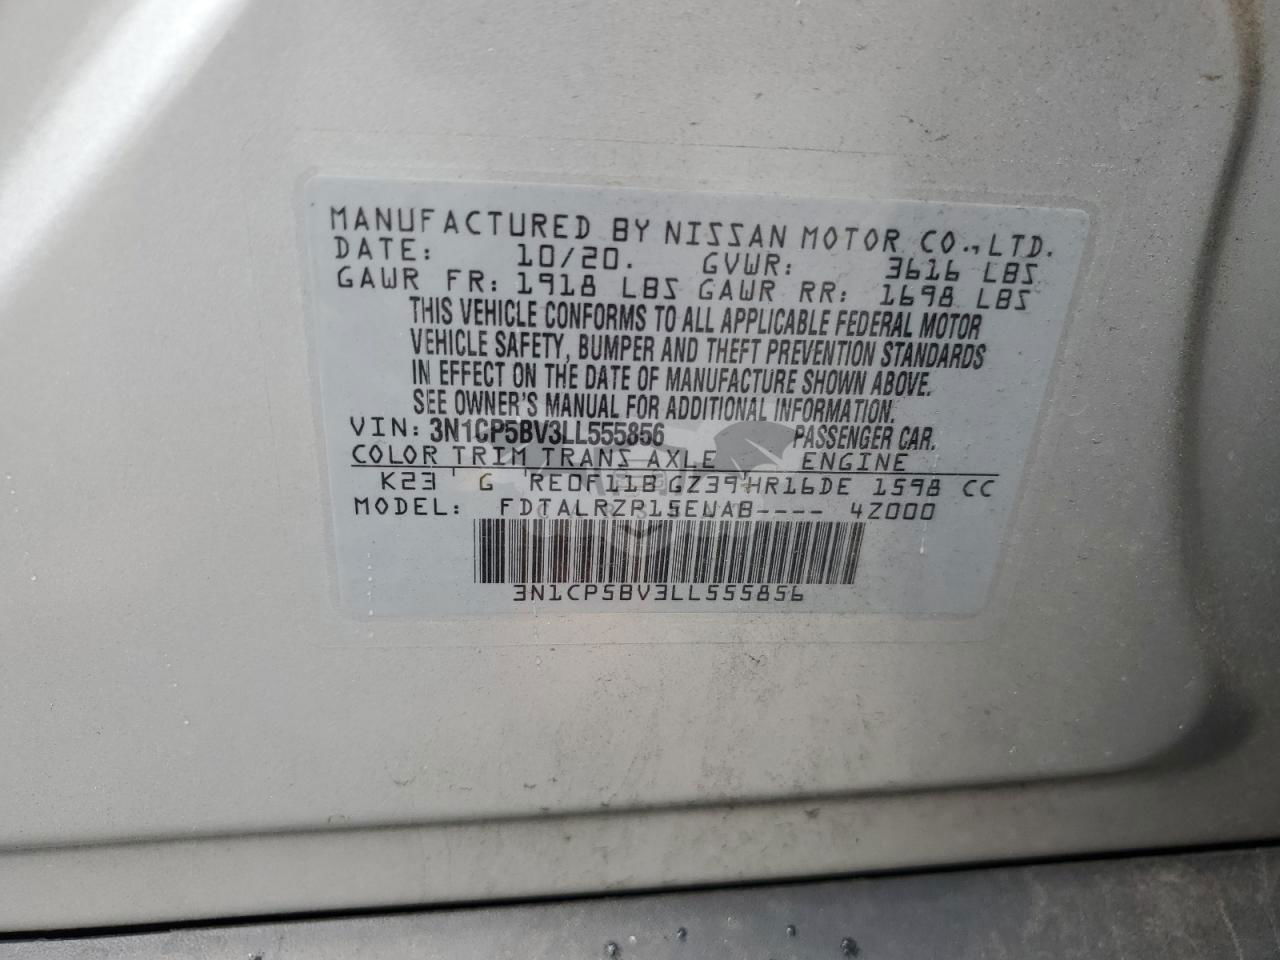 MANUFACTURED BY NISSAN MOTOR CO., LTD.
DATE: 10/20. GVWR: 3616 LBS
GAWR FR: 1918 LBS GAWR RR: 1698 LBS
THIS VEHICLE CONFORMS TO ALL APPLICABLE FEDERAL MOTOR
VEHICLE SAFETY, BUMPER AND THEFT PREVENTION STANDARDS
IN EFFECT ON THE DATE OF MANUFACTURE SHOWN ABOVE.
SEE OWNER'S MANUAL FOR ADDITIONAL INFORMATION.
VIN: 3N1CP5BV3LL555856 PASSENGER CAR.
COLOR TRIM TRANS AXLE ENGINE
K23 G RE0F11B GZ39 HR16DE 1598 CC
MODEL: FDTALRZP15ENAB---- 4Z000
3N1CP5BV3LL555856